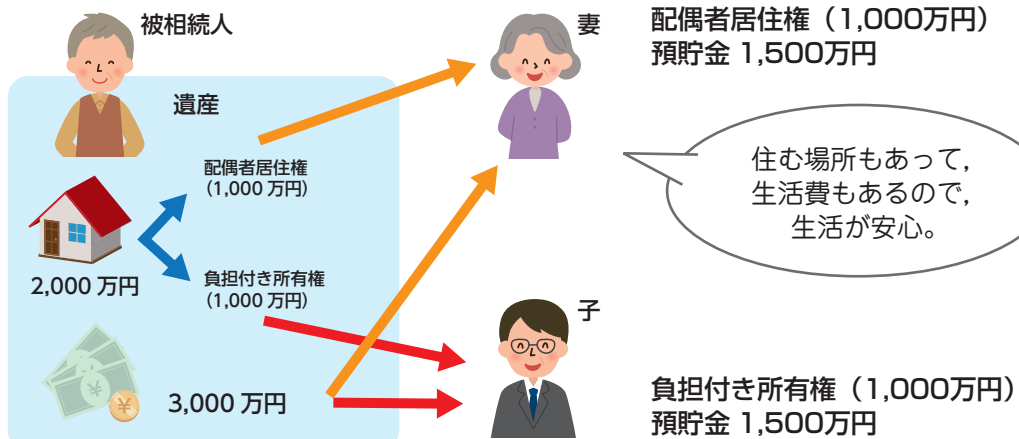 被相続人
遺産
配偶者居住権
（1,000 万円）
2,000 万円
負担付き所有権
（1,000 万円）
¥
¥
3,000 万円
妻
配偶者居住権（1,000万円）
預貯金 1,500万円
住む場所もあって，
生活費もあるので，
生活が安心。
子
負担付き所有権（1,000万円）
預貯金 1,500万円